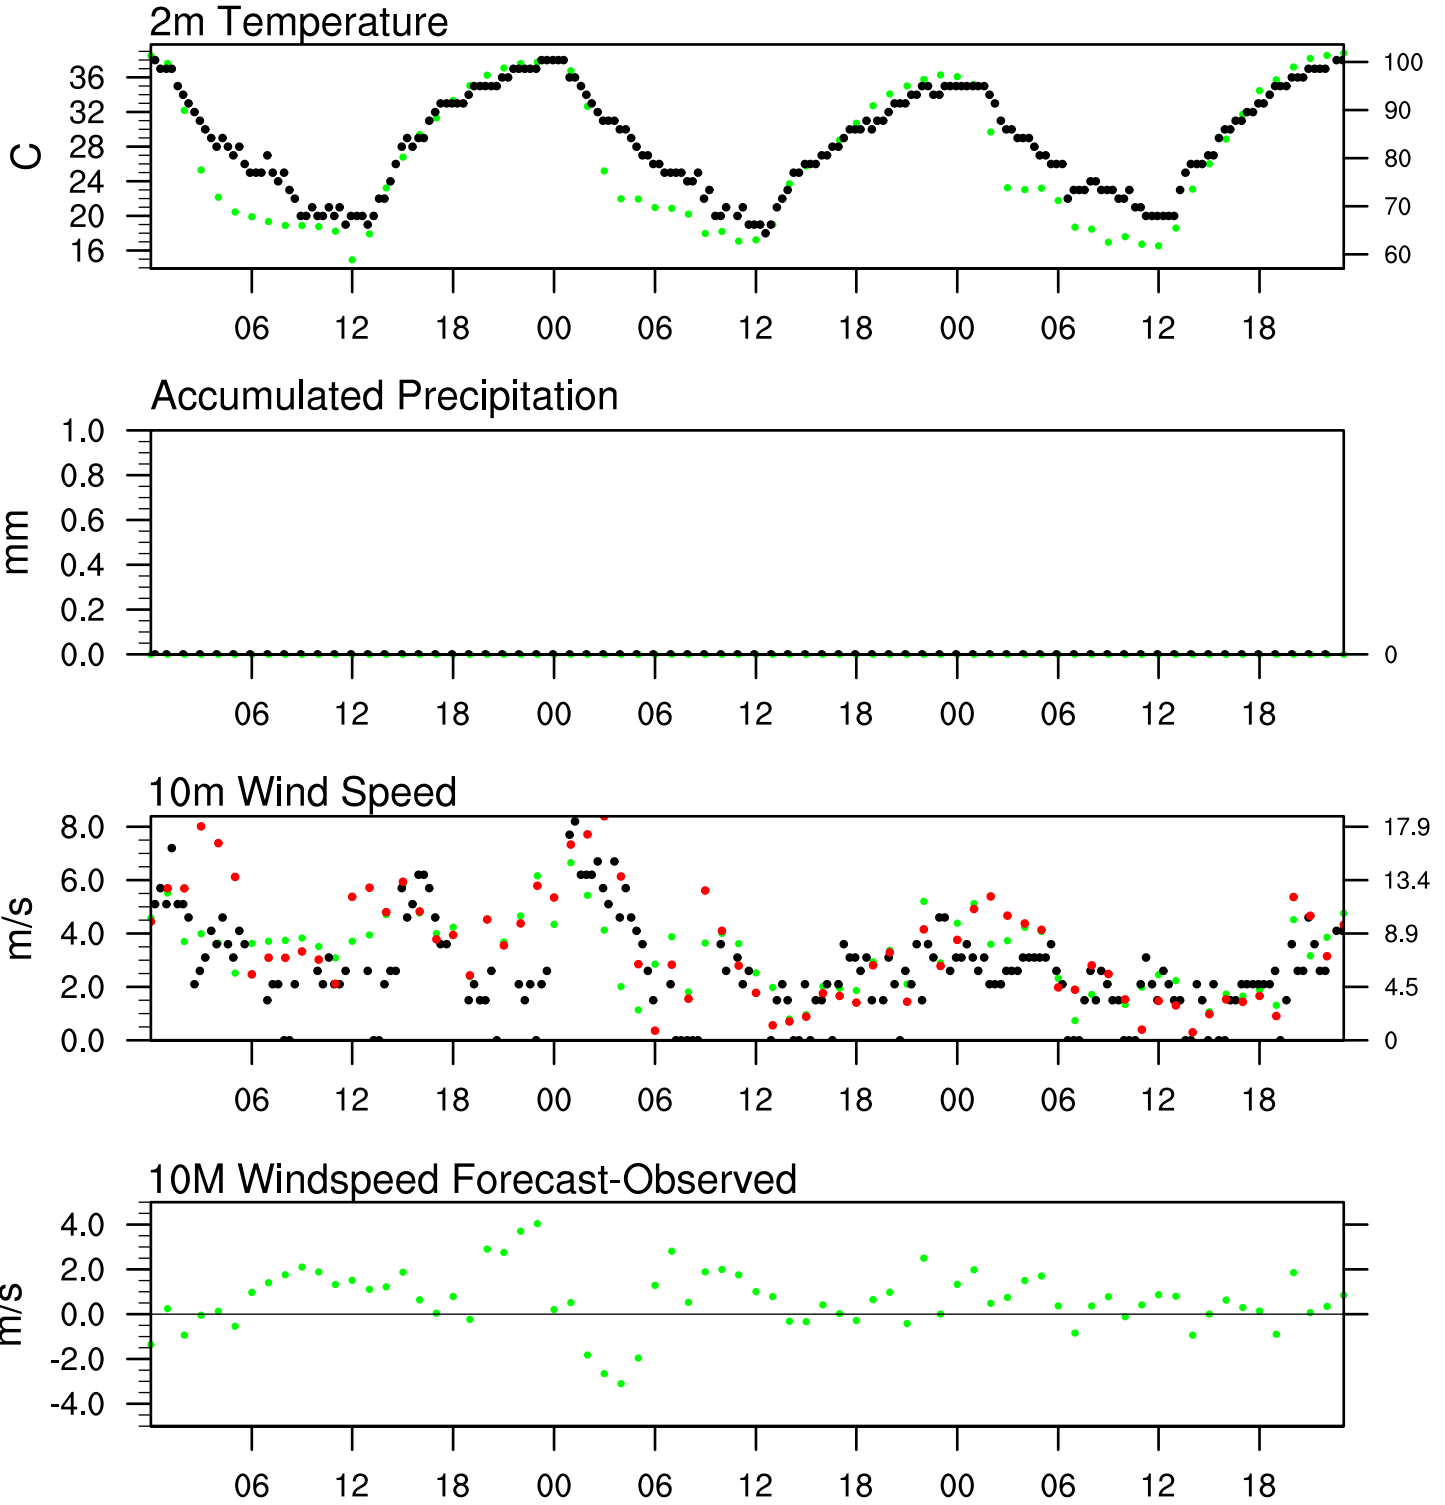 2m Temperature
C
36
32
28
24
20
16
100
90
80
70
60
06 12 18 00 06 12 18 00 06 12 18
Accumulated Precipitation
mm
1.0
0.8
0.6
0.4
0.2
0.0
0
06 12 18 00 06 12 18 00 06 12 18
10m Wind Speed
m/s
8.0
6.0
4.0
2.0
0.0
17.9
13.4
8.9
4.5
0
06 12 18 00 06 12 18 00 06 12 18
10M Windspeed Forecast-Observed
m/s
4.0
2.0
0.0
-2.0
-4.0
06 12 18 00 06 12 18 00 06 12 18